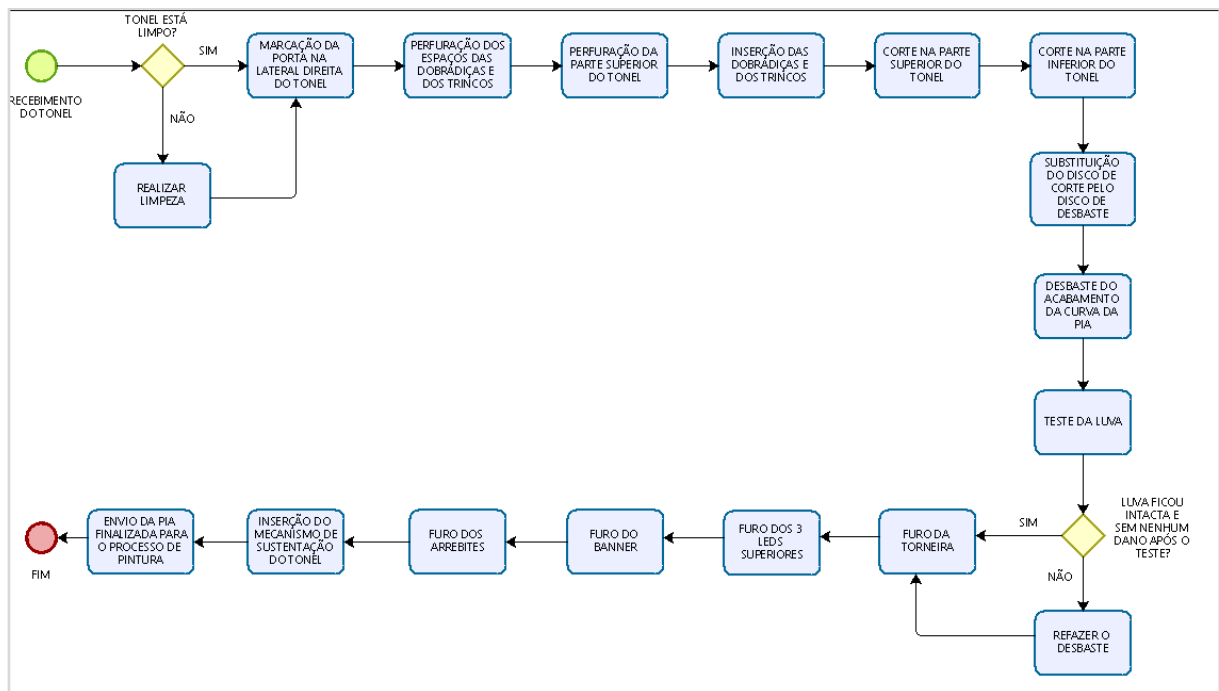 TONEL ESTÁ
LIMPO?
SIM
MARCAÇÃO DA
PORTA NA
LATERAL DIREITA
DO TONEL
PERFURAÇÃO DOS
ESPAÇOS DAS
DOBRADIÇAS E
DOS TRINCOS
PERFURAÇÃO DA
PARTE SUPERIOR
DO TONEL
INSERÇÃO DAS
DOBRADIÇAS E
DOS TRINCOS
CORTE NA PARTE
SUPERIOR DO
TONEL
CORTE NA PARTE
INFERIOR DO
TONEL
RECEBIMENTO
DO TONEL
NÃO
REALIZAR
LIMPEZA
SUBSTITUIÇÃO
DO DISCO DE
CORTE PELO
DISCO DE
DESBASTE
DESBASTE DO
ACABAMENTO
DA CURVA DA
PIA
TESTE DA LUVA
LUVA FICOU
INTACTA E
SEM NENHUM
DANO APÓS O
TESTE?
SIM
NÃO
REFAZER O
DESBASTE
FURO DA
TORNEIRA
FURO DOS 3
LEDS
SUPERIORES
FURO DO
BANNER
FURO DOS
ARREBITES
INSERÇÃO DO
MECANISMO DE
SUSTENTAÇÃO
DO TONEL
ENVIO DA PIA
FINALIZADA PARA
O PROCESSO DE
PINTURA
FIM